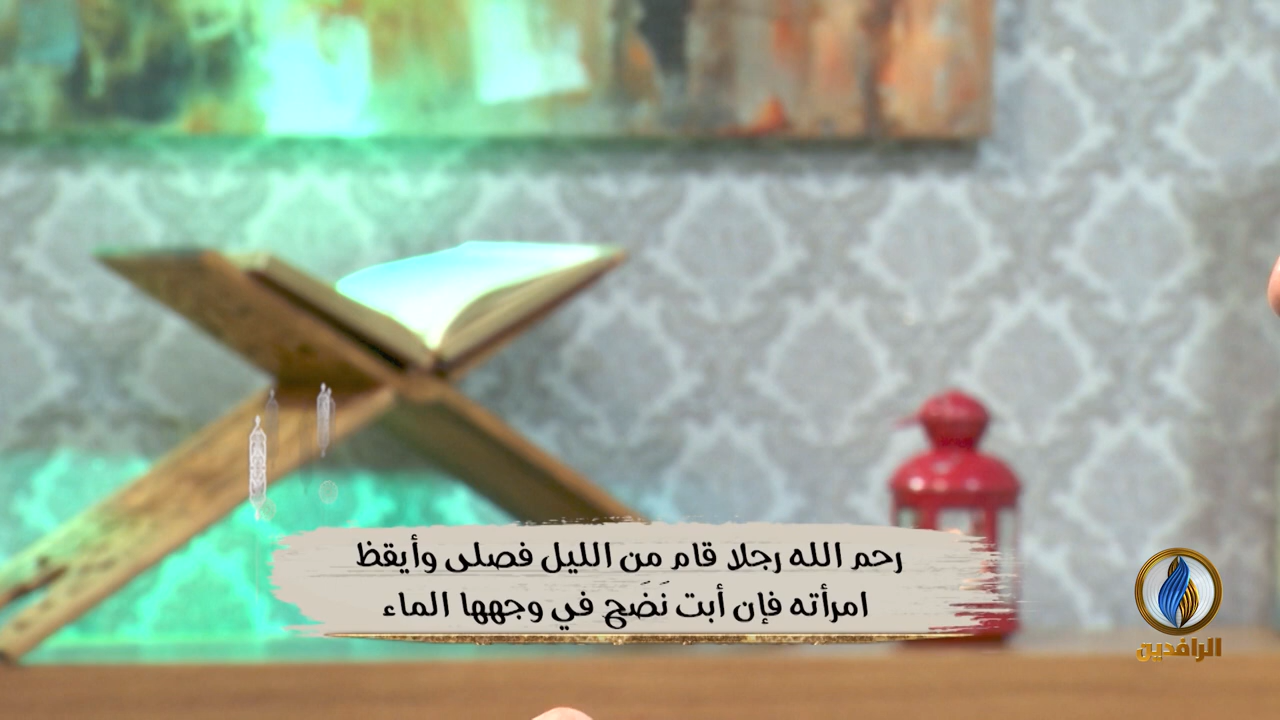 رحم الله رجلا قام من الليل فصلى وأيقظ
امرأته فإن أبت نَضَح في وجهها الماء
الرافدين